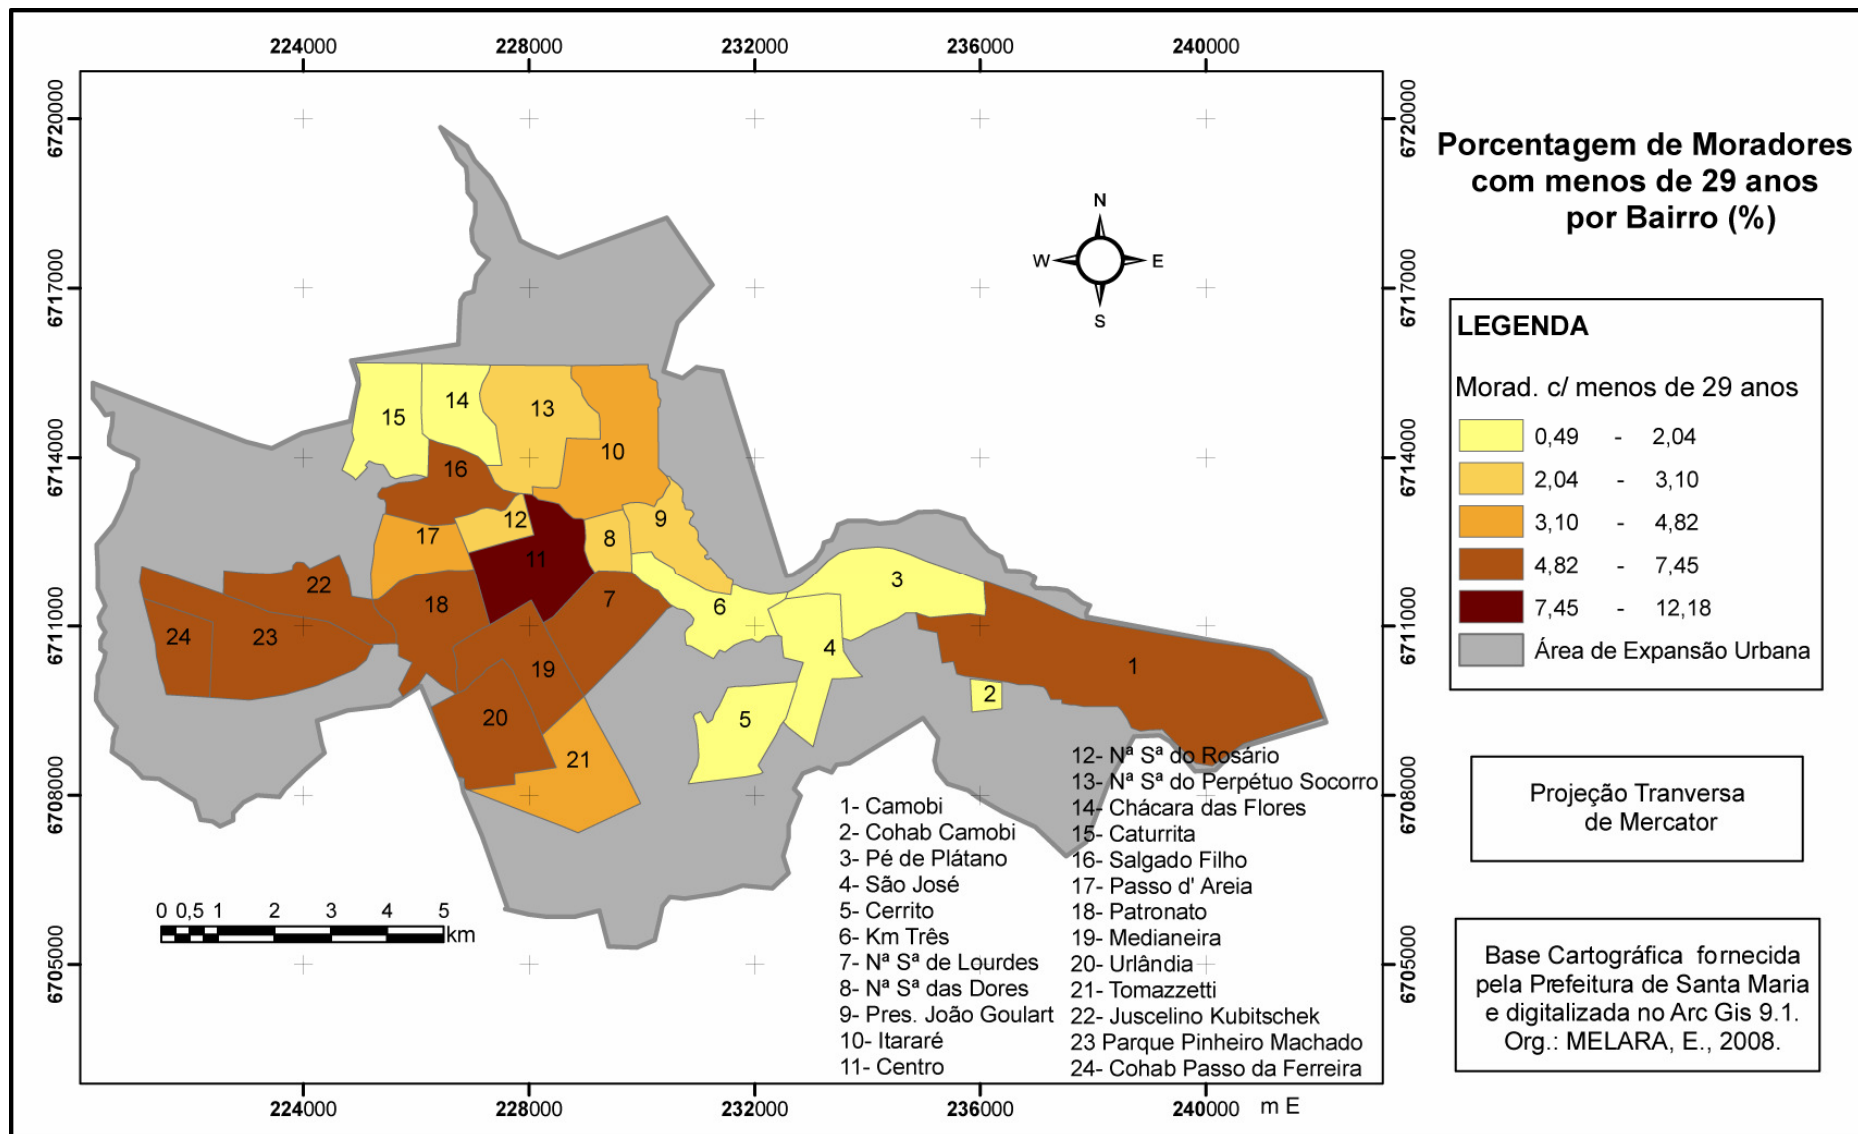 224000 228000 232000 236000 240000
6720000 6720000
6717000 6717000
6714000 6714000
6711000 6711000
6708000 6708000
6705000 6705000
N
W E
S
15
14
13
10
16
12
17
11
8
9
22
18
7
6
3
24
23
19
4
1
2
20
5
21
0 0,5 1 2 3 4 5
km
1- Camobi
2- Cohab Camobi
3- Pé de Plátano
4- São José
5- Cerrito
6- Km Três
7- Nª Sª de Lourdes
8- Nª Sª das Dores
9- Pres. João Goulart
10- Itararé
11- Centro
12- Nª Sª do Rosário
13- Nª Sª do Perpétuo Socorro
14- Chácara das Flores
15- Caturrita
16- Salgado Filho
17- Passo d' Areia
18- Patronato
19- Medianeira
20- Urlândia
21- Tomazzetti
22- Juscelino Kubitschek
23 Parque Pinheiro Machado
24- Cohab Passo da Ferreira
224000 228000 232000 236000 240000 m E
Porcentagem de Moradores
com menos de 29 anos
por Bairro (%)
LEGENDA
Morad. c/ menos de 29 anos
0,49 - 2,04
2,04 - 3,10
3,10 - 4,82
4,82 - 7,45
7,45 - 12,18
Área de Expansão Urbana
Projeção Tranversa
de Mercator
Base Cartográfica fornecida
pela Prefeitura de Santa Maria
e digitalizada no Arc Gis 9.1.
Org.: MELARA, E., 2008.